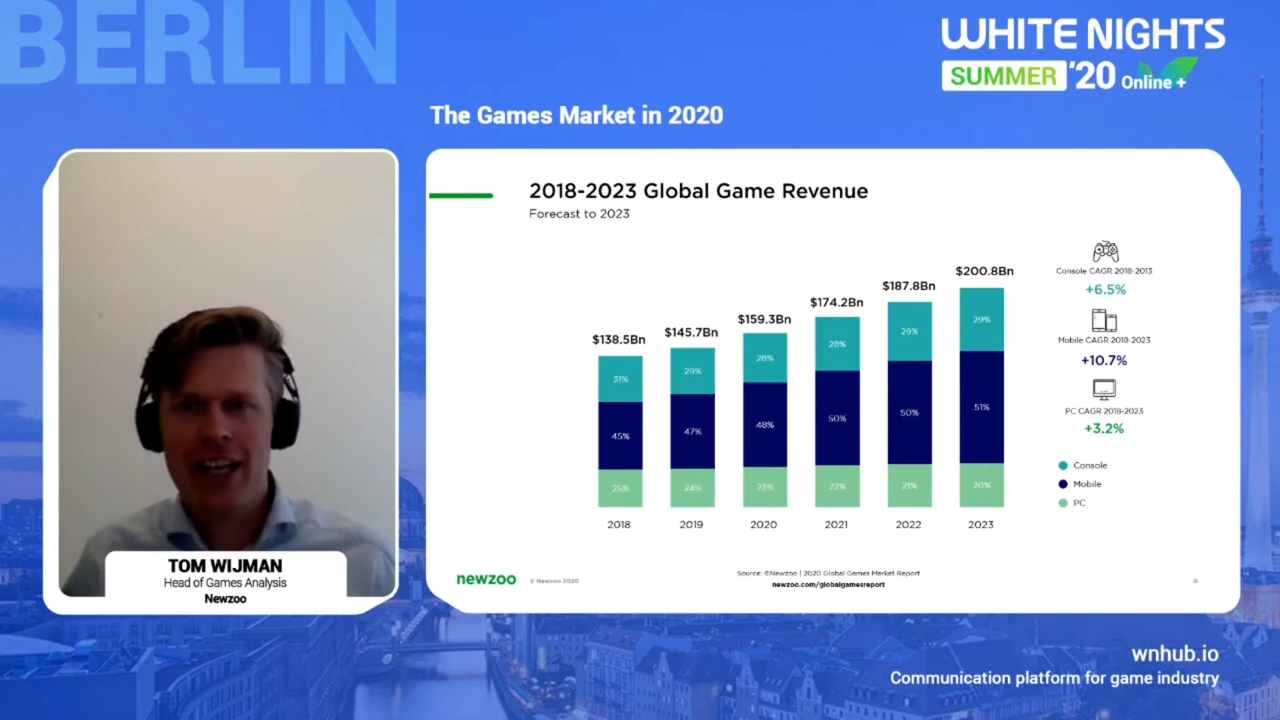 BERLIN
WHITE NIGHTS
SUMMER '20 Online +
The Games Market in 2020
2018-2023 Global Game Revenue
Forecast to 2023
$138.5Bn
$145.7Bn
$159.3Bn
$174.2Bn
$187.8Bn
$200.8Bn
31%
29%
28%
28%
29%
29%
45%
47%
48%
50%
50%
51%
25%
24%
23%
22%
21%
20%
2018
2019
2020
2021
2022
2023
Console CAGR 2018-2013
+6.5%
Mobile CAGR 2018-2023
+10.7%
PC CAGR 2018-2023
+3.2%
Console
Mobile
PC
newzoo
© Newzoo 2020
Source: ©Newzoo | 2020 Global Games Market Report
newzoo.com/globalgamesreport
TOM WIJMAN
Head of Games Analysis
Newzoo
wnhub.io
Communication platform for game industry